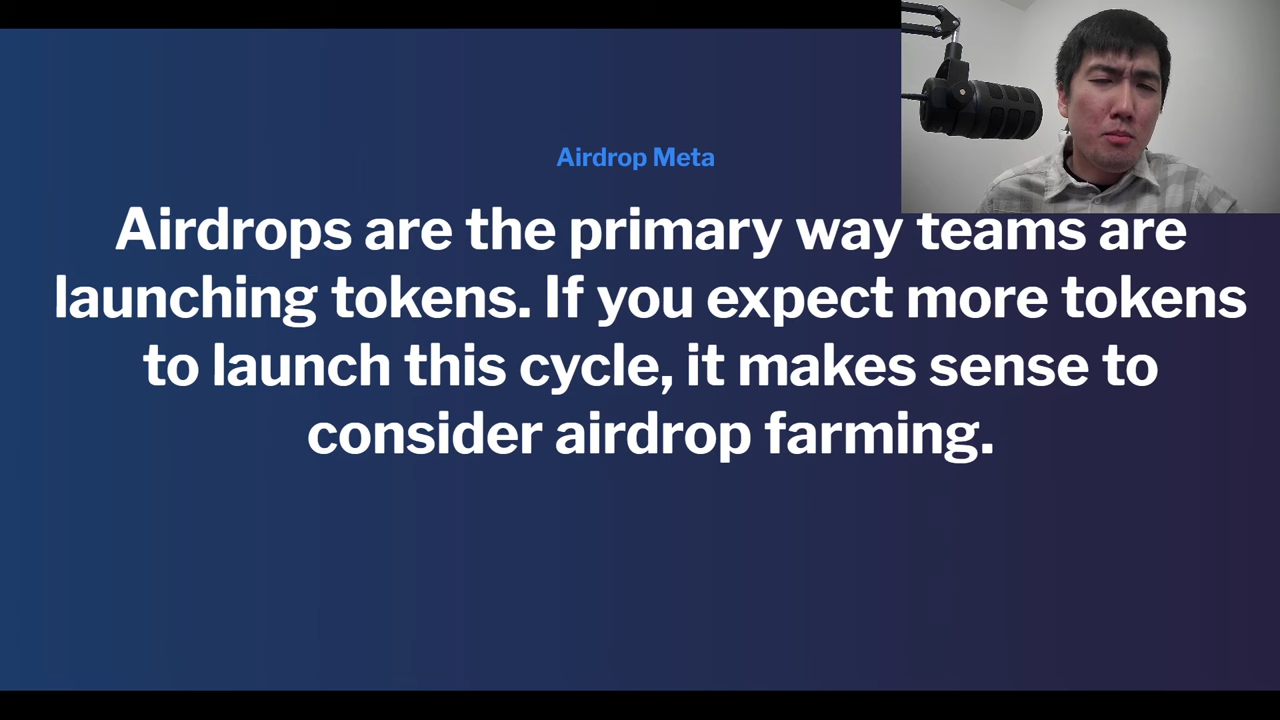 Airdrop Meta
Airdrops are the primary way teams are
launching tokens. If you expect more tokens
to launch this cycle, it makes sense to
consider airdrop farming.